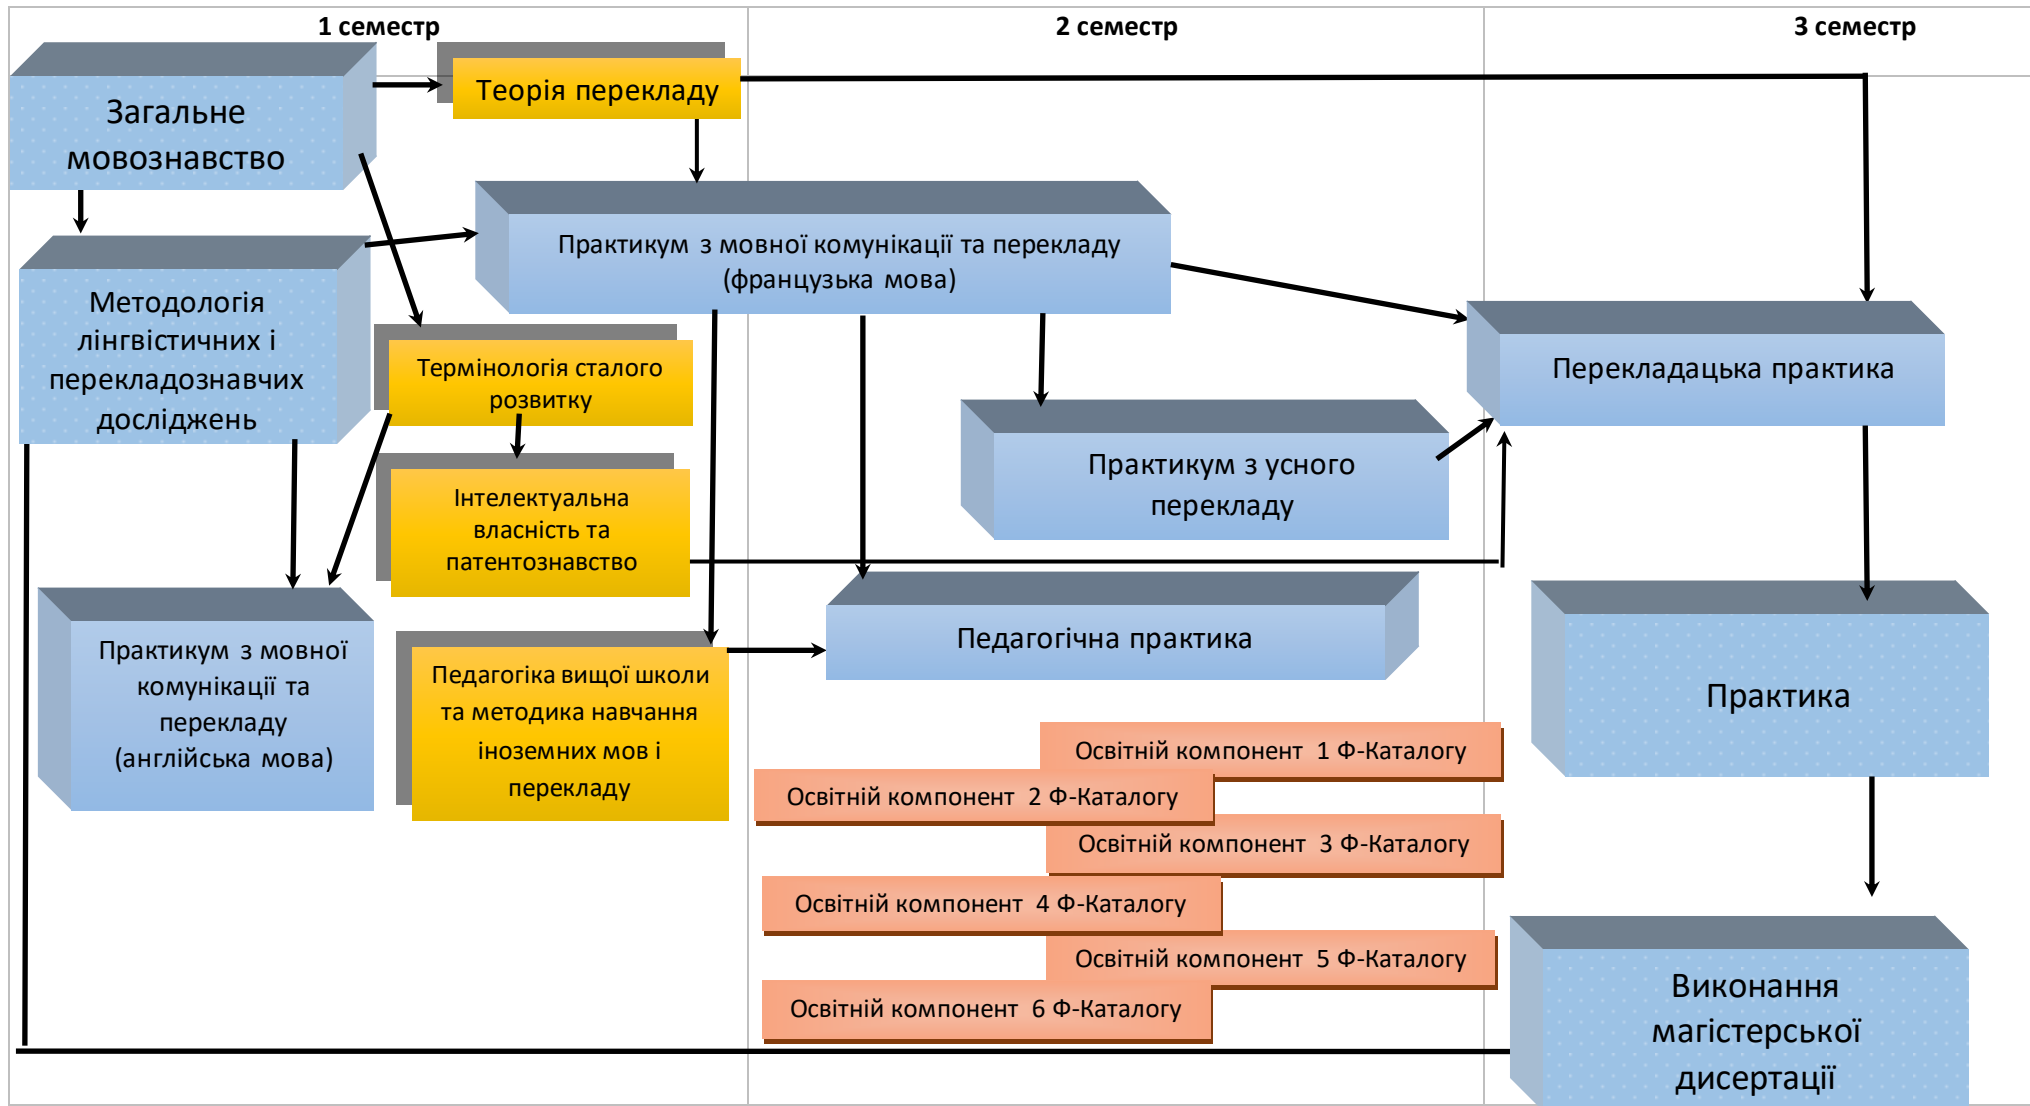 1 семестр
2 семестр
3 семестр
Загальне
мовознавство
Теорія перекладу
Практикум з мовної комунікації та перекладу
(французька мова)
Методологія
лінгвістичних і
перекладознавчих
досліджень
Термінологія сталого
розвитку
Перекладацька практика
Практикум з усного
перекладу
Інтелектуальна
власність та
патентознавство
Практикум з мовної
комунікації та
перекладу
(англійська мова)
Педагогіка вищої школи
та методика навчання
іноземних мов і
перекладу
Педагогічна практика
Практика
Освітній компонент 1 Ф-Каталогу
Освітній компонент 2 Ф-Каталогу
Освітній компонент 3 Ф-Каталогу
Освітній компонент 4 Ф-Каталогу
Освітній компонент 5 Ф-Каталогу
Освітній компонент 6 Ф-Каталогу
Виконання
магістерської
дисертації